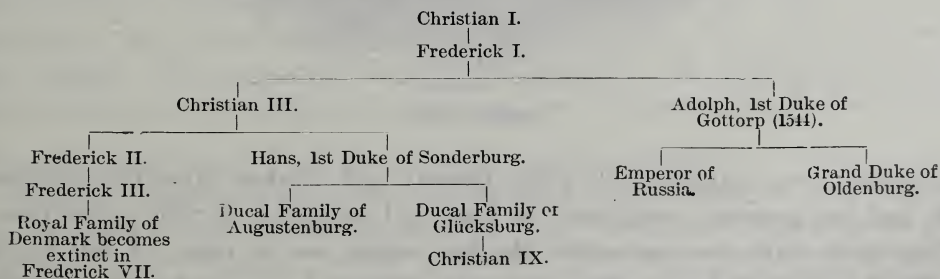 Christian I.
Frederick I.
Christian III.
Adolph, 1st Duke of
Gottorp (1544).
Frederick II.
Hans, 1st Duke of Sonderburg.
Emperor of
Russia.
Grand Duke of
Oldenburg.
Frederick III.
Ducal Family of
Augustenburg.
Ducal Family or
Glücksburg.
Royal Family of
Denmark becomes
extinct in
Frederick VII.
Christian IX.